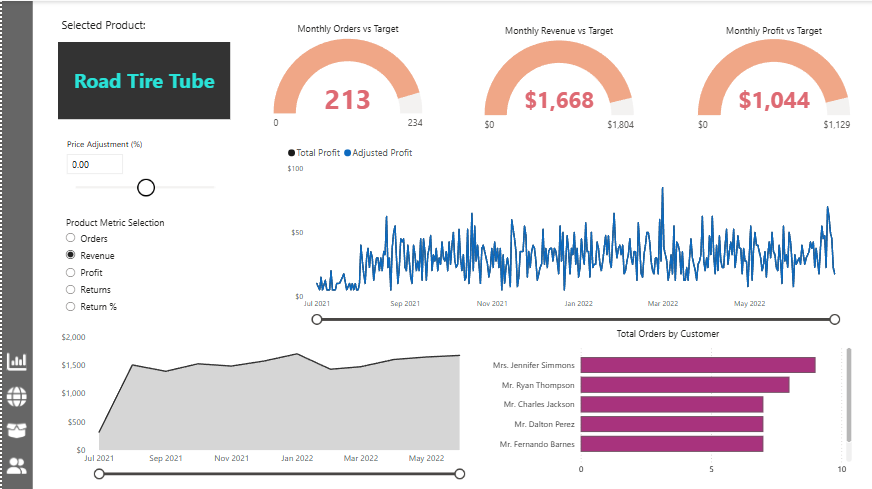 Selected Product:
Road Tire Tube
Monthly Orders vs Target
213
0
234
Monthly Revenue vs Target
$1,668
$0
$1,804
Monthly Profit vs Target
$1,044
$0
$1,129
Price Adjustment (%)
0.00
Product Metric Selection
Orders
Revenue
Profit
Returns
Return %
Total Profit
Adjusted Profit
$100
$50
$0
Jul 2021
Sep 2021
Nov 2021
Jan 2022
Mar 2022
May 2022
$2,000
$1,500
$1,000
$500
$0
Jul 2021
Sep 2021
Nov 2021
Jan 2022
Mar 2022
May 2022
Total Orders by Customer
Mrs. Jennifer Simmons
Mr. Ryan Thompson
Mr. Charles Jackson
Mr. Dalton Perez
Mr. Fernando Barnes
0
5
10